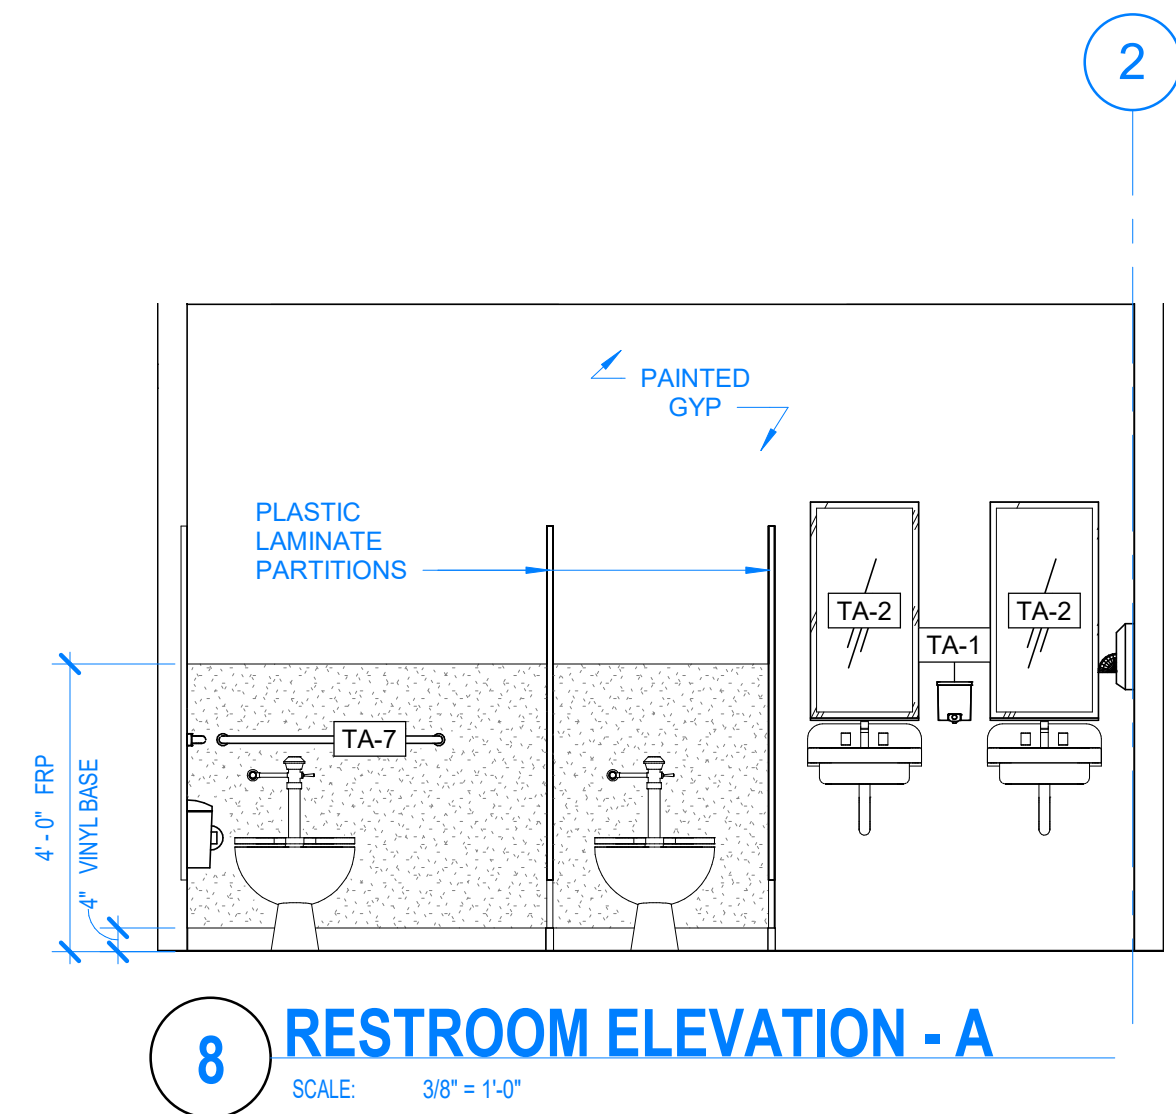 2
PAINTED
GYP
PLASTIC
LAMINATE
PARTITIONS
TA-2
TA-2
TA-1
TA-7
4' - 0" FRP
4" VINYL BASE
8
RESTROOM ELEVATION - A
SCALE: 3/8" = 1'-0"